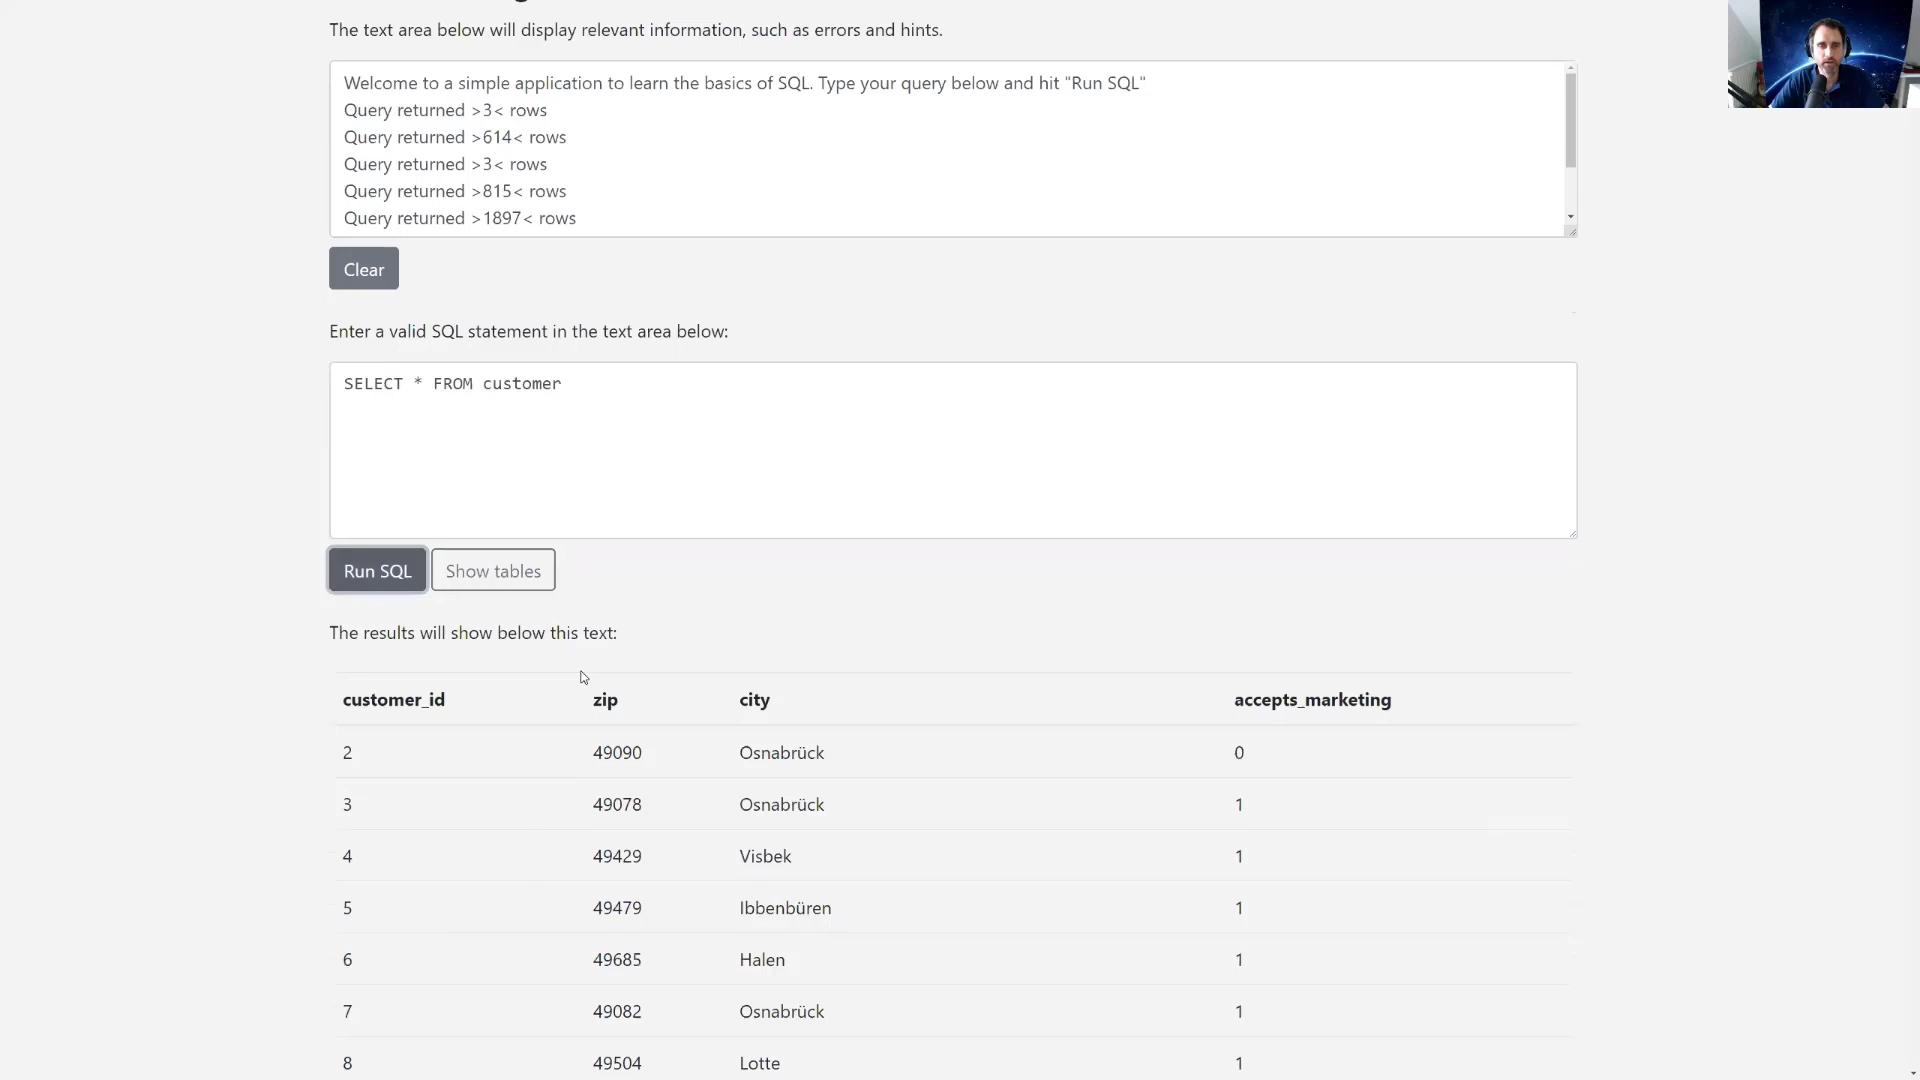 The text area below will display relevant information, such as errors and hints.
Welcome to a simple application to learn the basics of SQL. Type your query below and hit "Run SQL"
Query returned >3< rows
Query returned >614< rows
Query returned >3< rows
Query returned >815< rows
Query returned >1897< rows
Clear
Enter a valid SQL statement in the text area below:
SELECT * FROM customer
Run SQL Show tables
The results will show below this text:
customer_id zip city accepts_marketing
2 49090 Osnabrück 0
3 49078 Osnabrück 1
4 49429 Visbek 1
5 49479 Ibbenbüren 1
6 49685 Halen 1
7 49082 Osnabrück 1
8 49504 Lotte 1